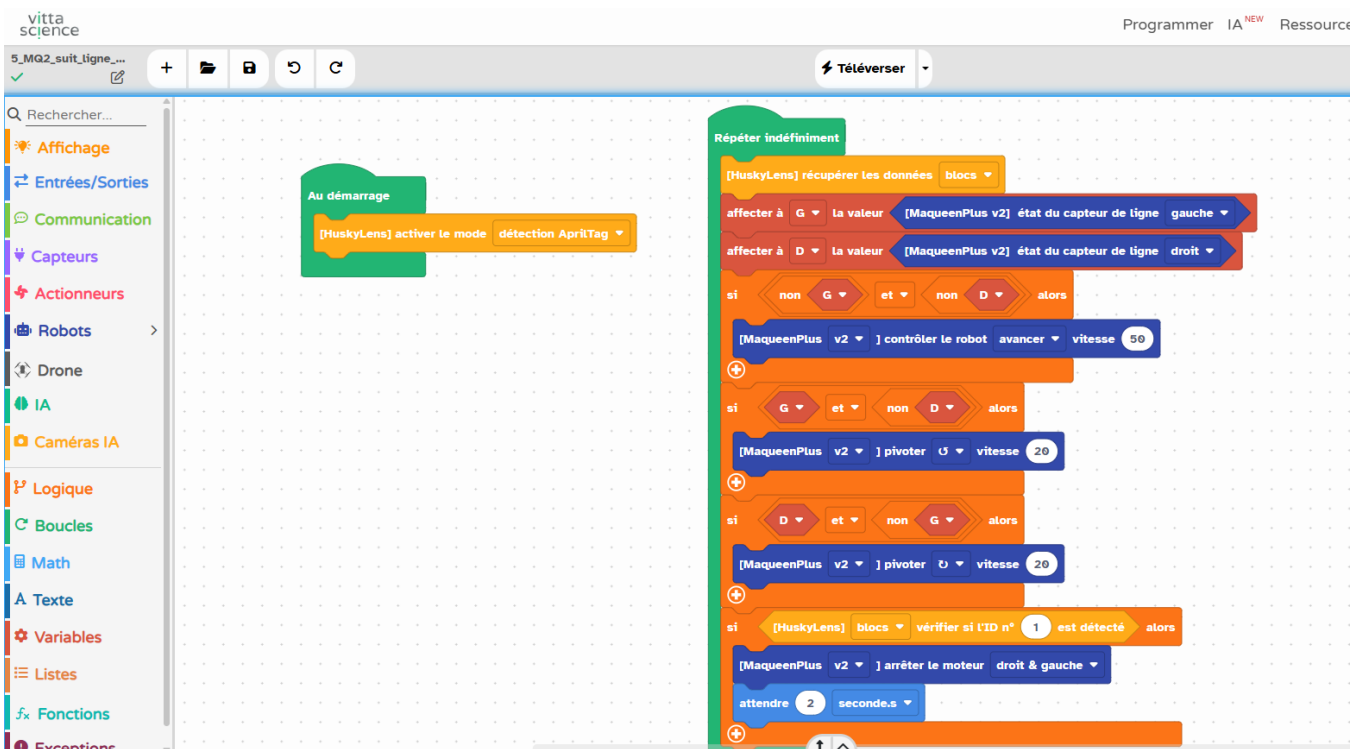 vitta
science
Programmer IA NEW Ressource
5_MQ2_suit_ligne_...
Téléverser
Rechercher...
Affichage
Entrées/Sorties
Communication
Capteurs
Actionneurs
Robots
Drone
IA
Caméras IA
Logique
Boucles
Math
Texte
Variables
Listes
Fonctions
Exceptions
Au démarrage
[HuskyLens] activer le mode détection AprilTag
Répéter indéfiniment
[HuskyLens] récupérer les données blocs
affecter à G la valeur [MaqueenPlus v2] état du capteur de ligne gauche
affecter à D la valeur [MaqueenPlus v2] état du capteur de ligne droit
si non G et non D alors
[MaqueenPlus v2 ] contrôler le robot avancer vitesse 50
si G et non D alors
[MaqueenPlus v2 ] pivoter ↺ vitesse 20
si D et non G alors
[MaqueenPlus v2 ] pivoter ↻ vitesse 20
si [HuskyLens] blocs vérifier si l'ID n° 1 est détecté alors
[MaqueenPlus v2 ] arrêter le moteur droit & gauche
attendre 2 seconde.s